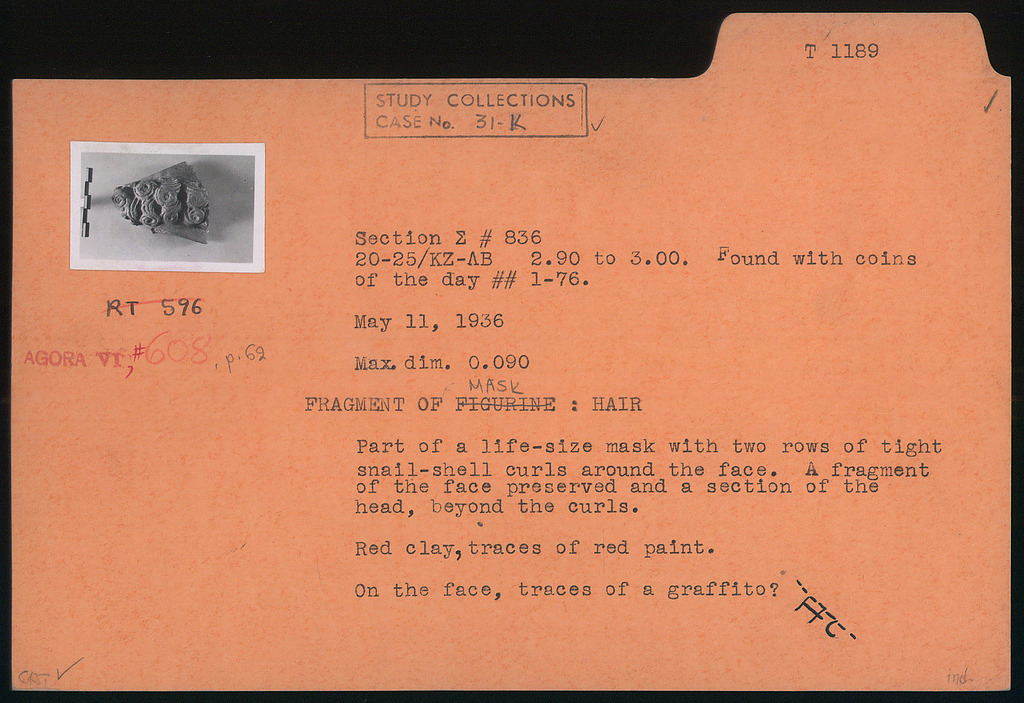 T 1189
STUDY COLLECTIONS
CASE No. 31-K
Section Σ # 836
20-25/ΚΖ-ΛΒ 2.90 to 3.00. Found with coins
of the day ## 1-76.
RT 596
May 11, 1936
AGORA VI, #608, p. 62
Max. dim. 0.090
MASK
FRAGMENT OF FIGURINE : HAIR
Part of a life-size mask with two rows of tight
snail-shell curls around the face. A fragment
of the face preserved and a section of the
head, beyond the curls.
Red clay, traces of red paint.
On the face, traces of a graffito?